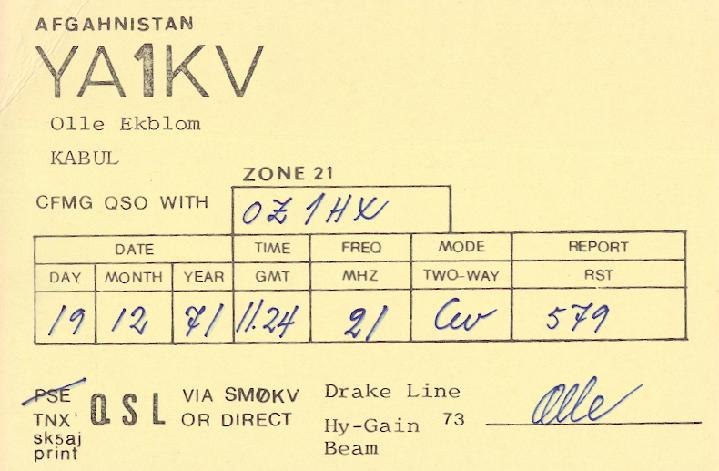 AFGAHNISTAN
YA1KV
Olle Ekblom
KABUL
ZONE 21
CFMG QSO WITH OZ1HX
DATE TIME FREQ MODE REPORT
DAY MONTH YEAR GMT MHZ TWO-WAY RST
19 12 71 11.24 21 CW 579
PSE
TNX QSL VIA SMØKV OR DIRECT
sk5aj
print
Drake Line
Hy-Gain 73 Olle
Beam